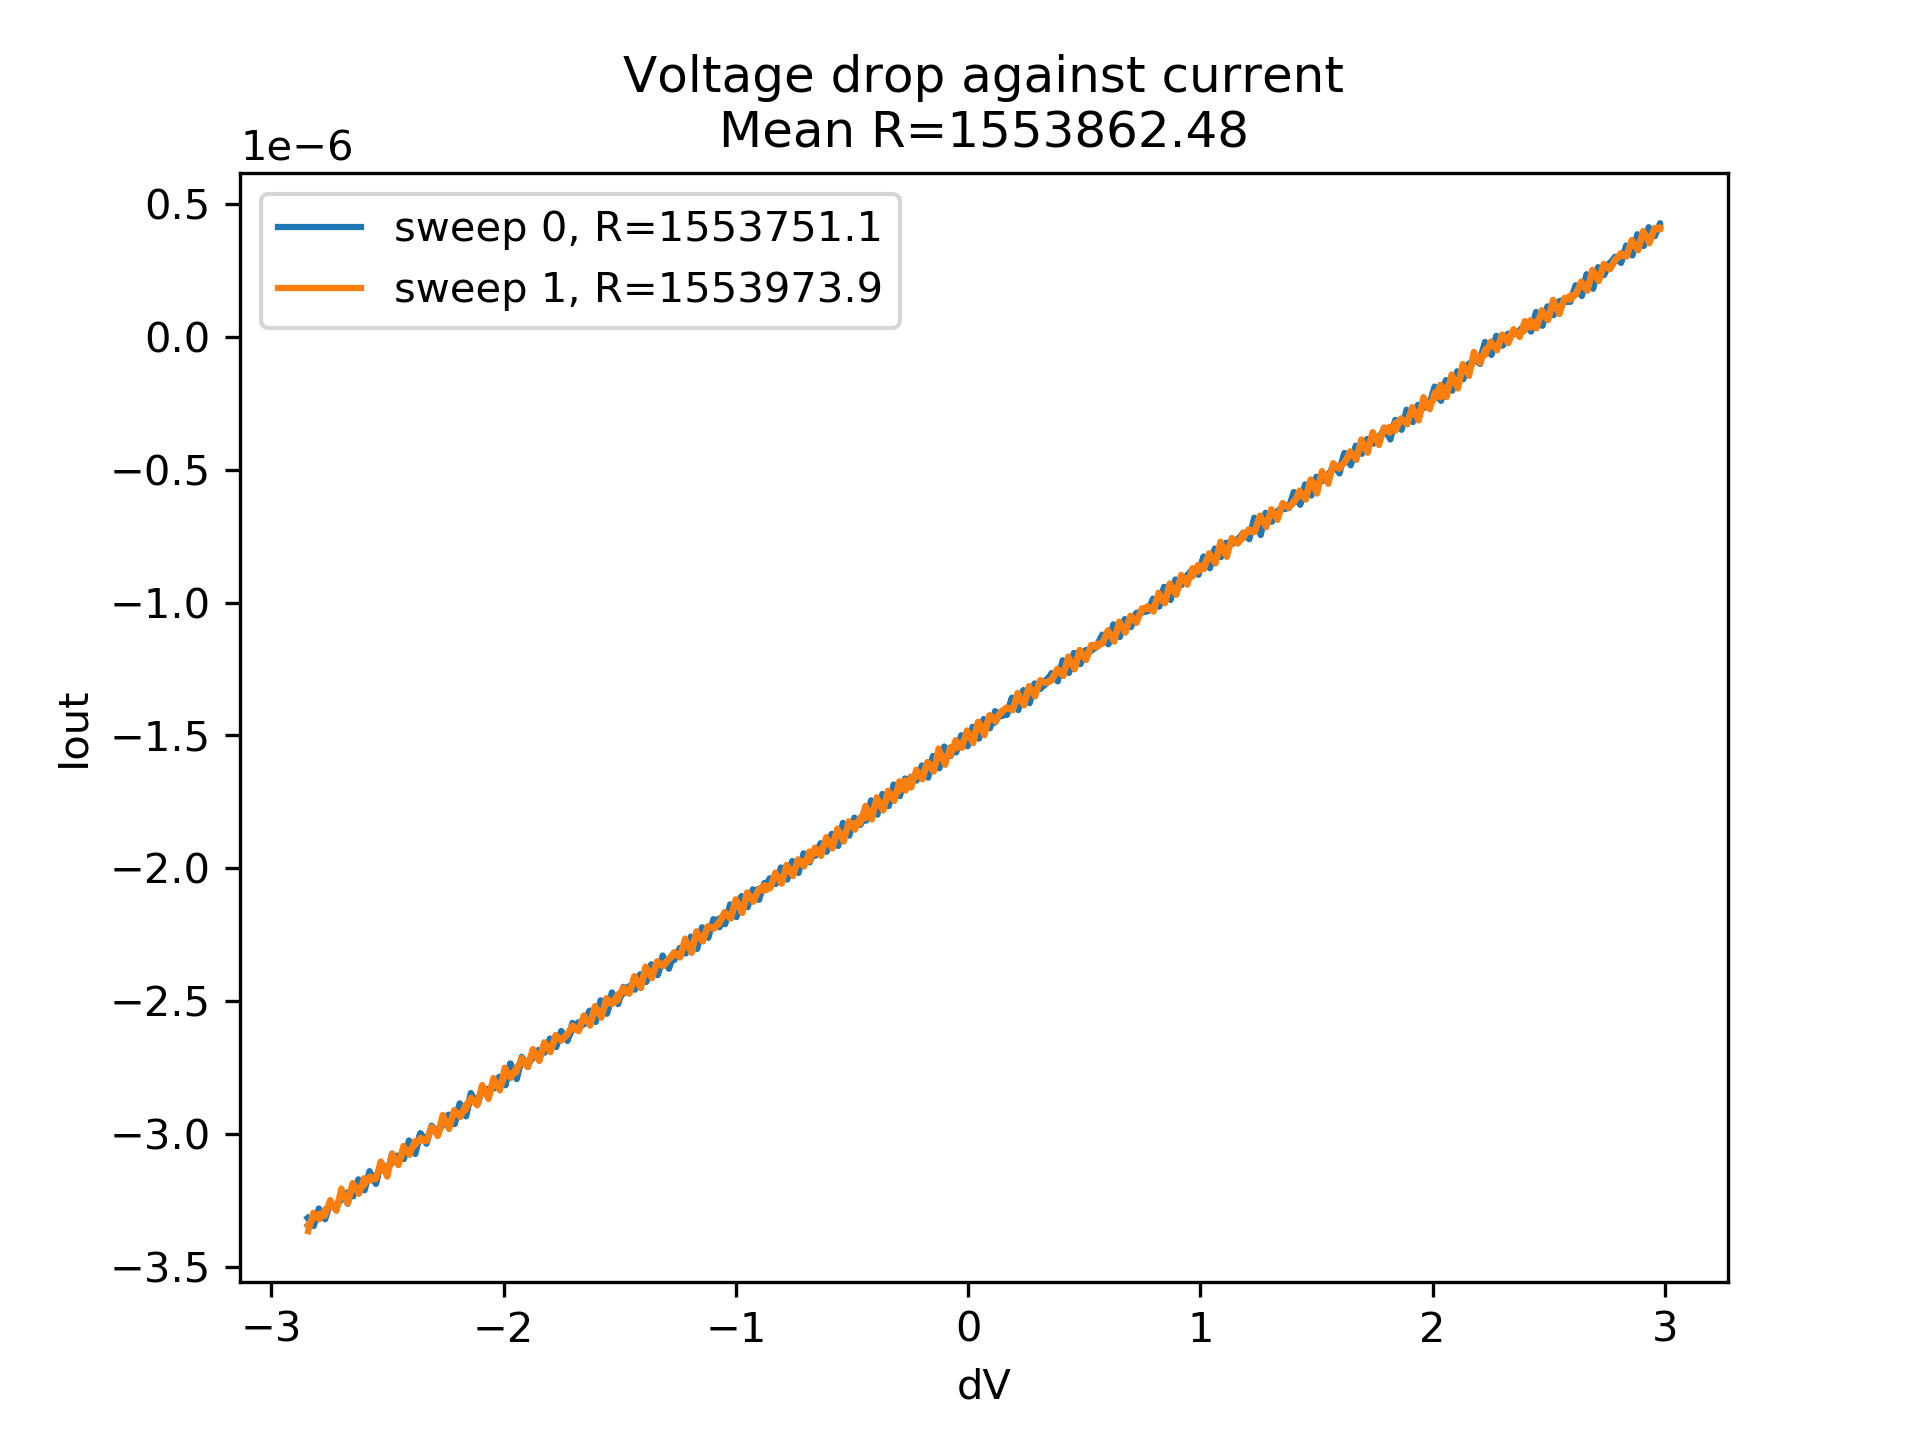 Voltage drop against current
Mean R=1553862.48
1e−6
sweep 0, R=1553751.1
sweep 1, R=1553973.9
0.5
0.0
−0.5
−1.0
−1.5
−2.0
−2.5
−3.0
−3.5
Iout
−3 −2 −1 0 1 2 3
dV